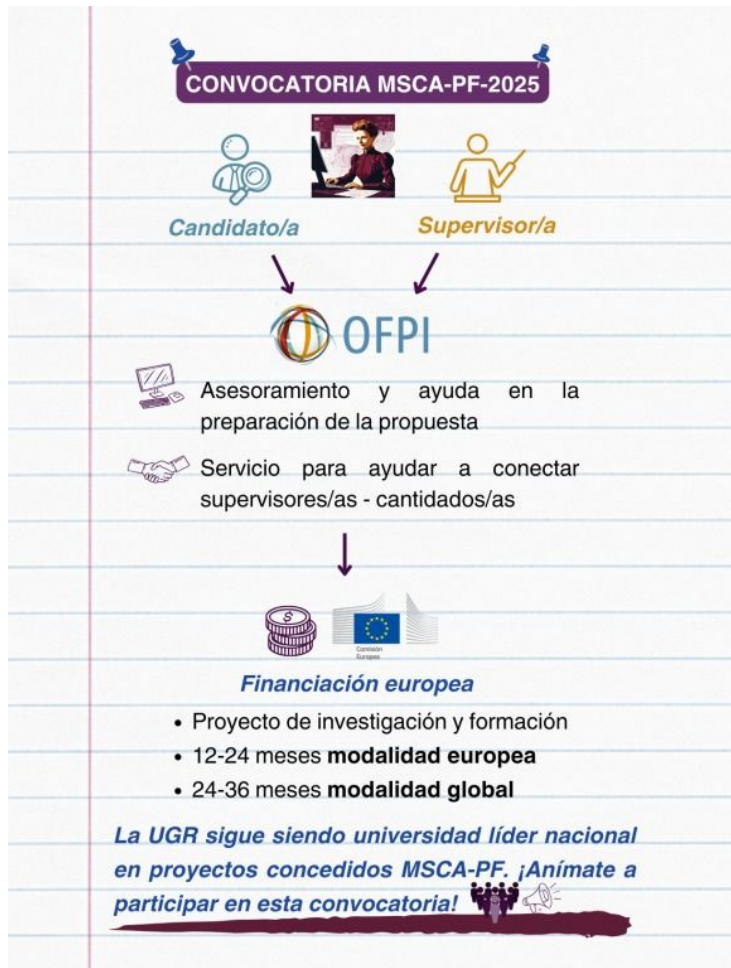 CONVOCATORIA MSCA-PF-2025
Candidato/a
Supervisor/a
OFPI
Asesoramiento y ayuda en la
preparación de la propuesta
Servicio para ayudar a conectar
supervisores/as - cantidados/as
Comisión
Europea
Financiación europea
• Proyecto de investigación y formación
• 12-24 meses modalidad europea
• 24-36 meses modalidad global
La UGR sigue siendo universidad líder nacional
en proyectos concedidos MSCA-PF. ¡Anímate a
participar en esta convocatoria!